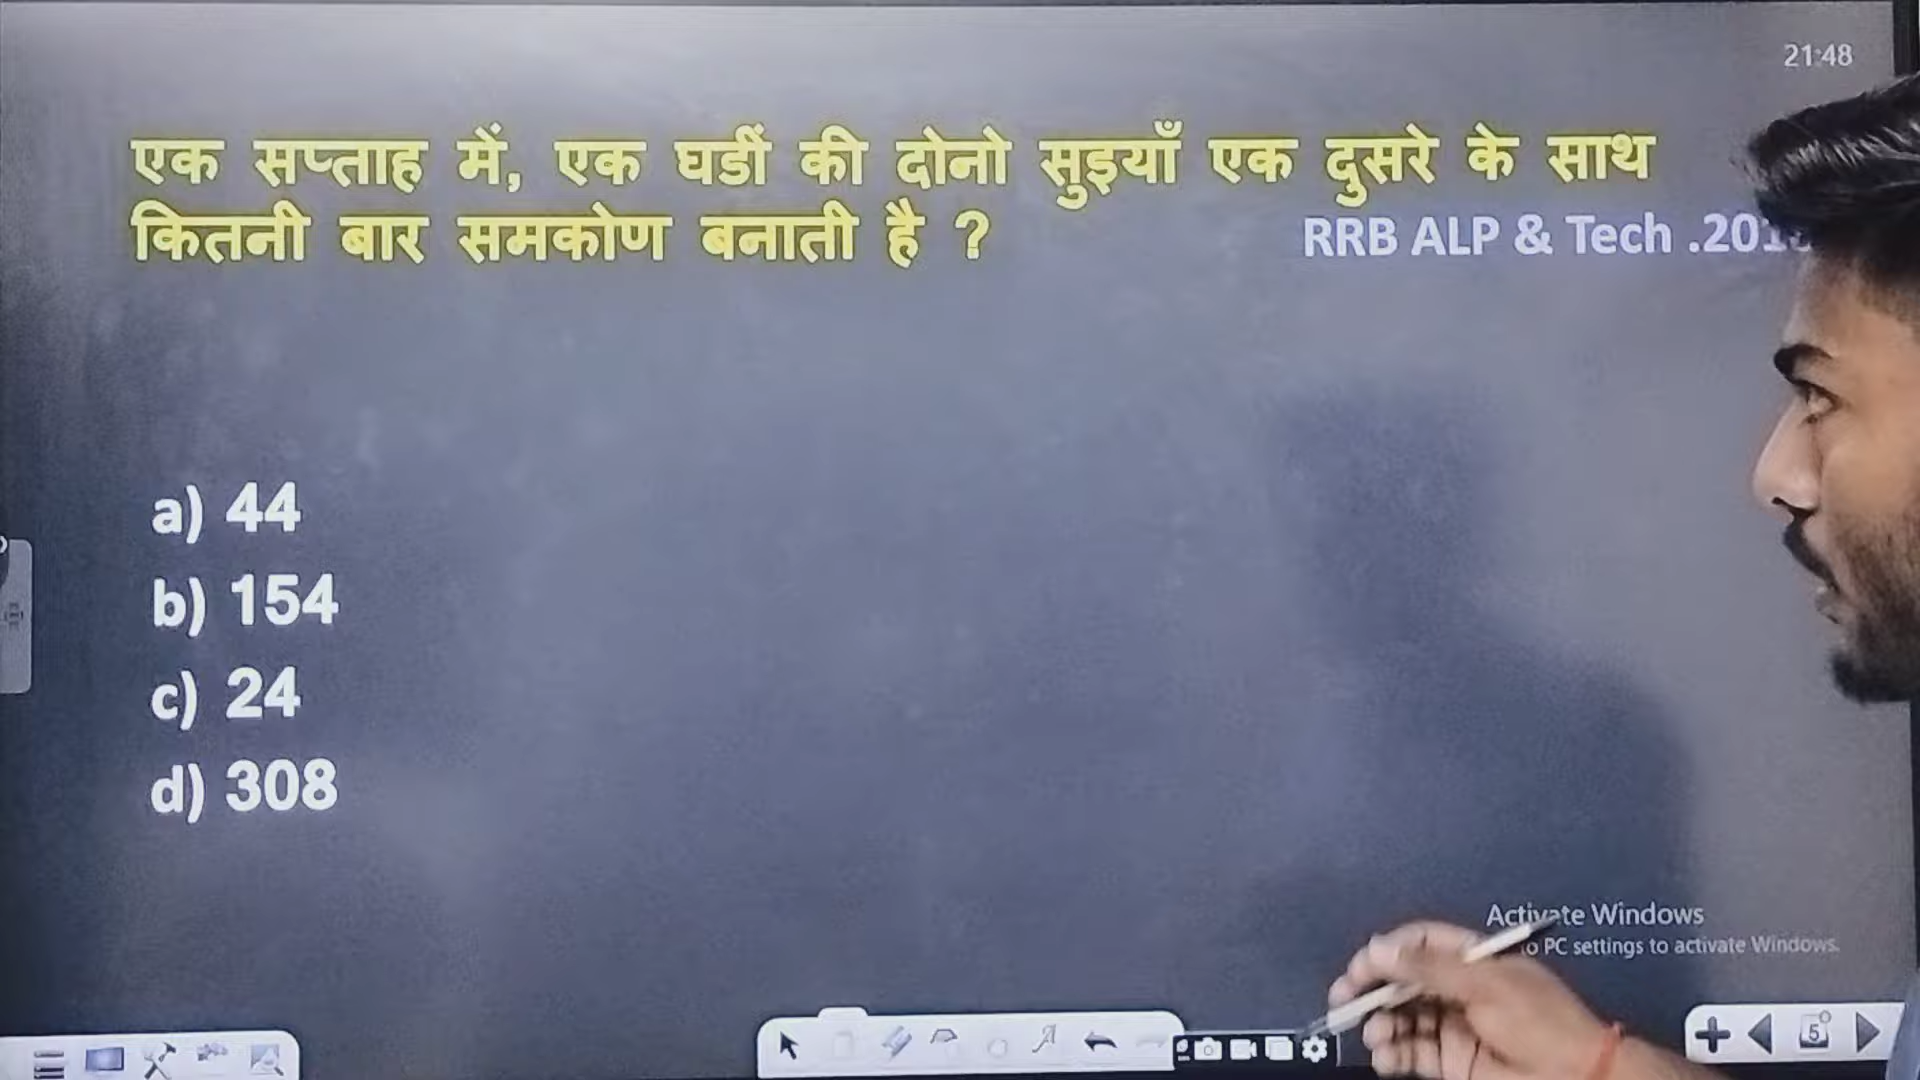 21:48
एक सप्ताह में, एक घडीं की दोनो सुइयाँ एक दुसरे के साथ
कितनी बार समकोण बनाती है ?
RRB ALP & Tech
a) 44
b) 154
c) 24
d) 308
Activate Windows
PC settings to activate Windows.
5